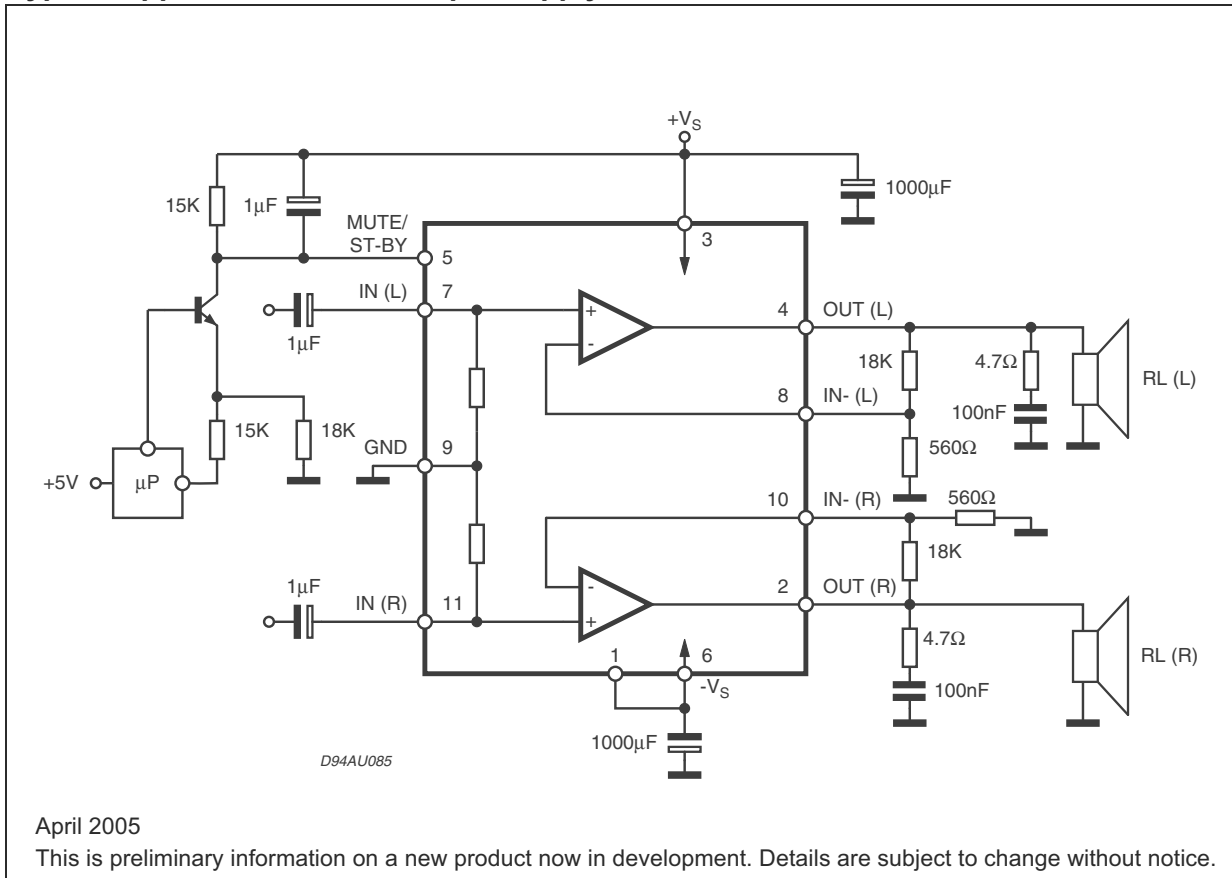 +VS
1000µF
15K
1µF
MUTE/
ST-BY
3
5
IN (L)
7
1µF
+
-
4
OUT (L)
18K
4.7Ω
RL (L)
8
IN- (L)
100nF
15K
18K
GND
9
560Ω
+5V
µP
10
IN- (R)
560Ω
18K
1µF
IN (R)
11
-
+
2
OUT (R)
4.7Ω
RL (R)
1
6
-VS
100nF
1000µF
D94AU085
April 2005
This is preliminary information on a new product now in development. Details are subject to change without notice.